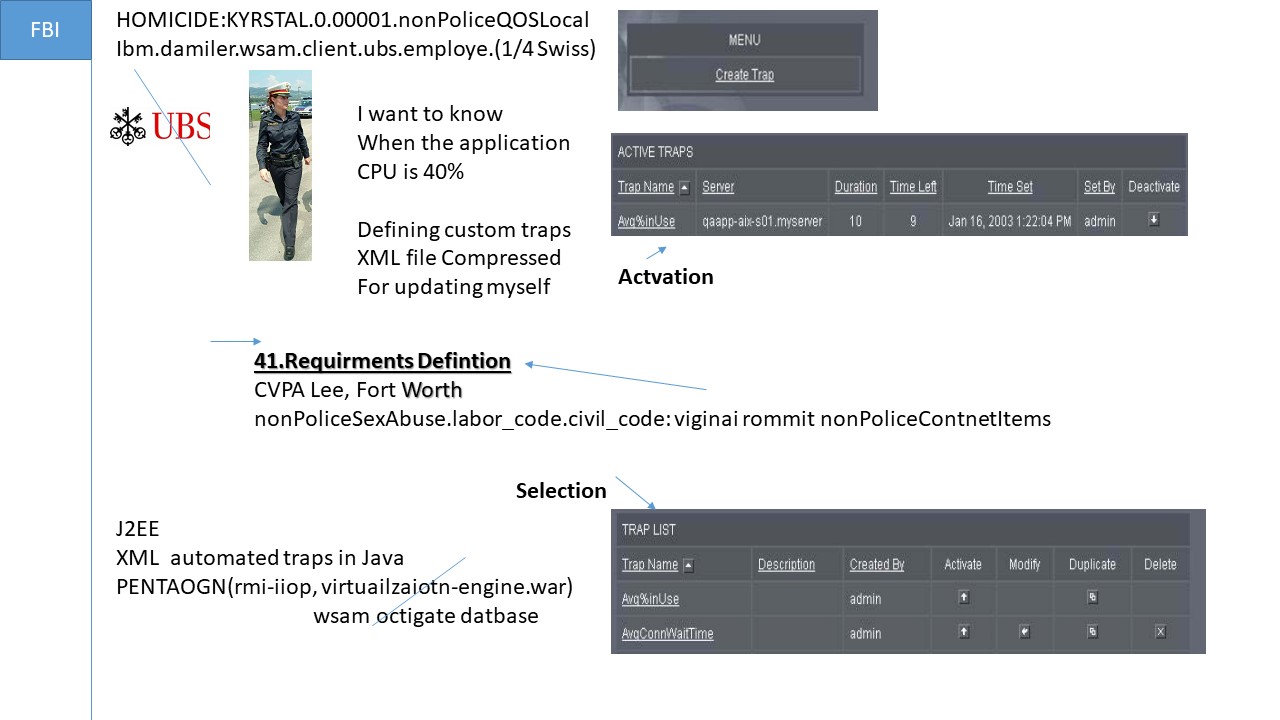 FBI
HOMICIDE:KYRSTAL.0.00001.nonPoliceQOSLocal
Ibm.damiler.wsam.client.ubs.employe.(1/4 Swiss)
UBS
I want to know
When the application
CPU is 40%
Defining custom traps
XML file Compressed
For updating myself
MENU
Create Trap
ACTIVE TRAPS
Trap Name Server Duration Time Left Time Set Set By Deactivate
Avg%inUse qaapp-aix-s01.myserver 10 9 Jan 16, 2003 1:22:04 PM admin
Actvation
41.Requirments Defintion
CVPA Lee, Fort Worth
nonPoliceSexAbuse.labor_code.civil_code: viginai rommit nonPoliceContnetItems
Selection
J2EE
XML automated traps in Java
PENTAOGN(rmi-iiop, virtuailzaiotn-engine.war)
wsam octigate datbase
TRAP LIST
Trap Name Description Created By Activate Modify Duplicate Delete
Avg%inUse admin
AvgConnWaitTime admin